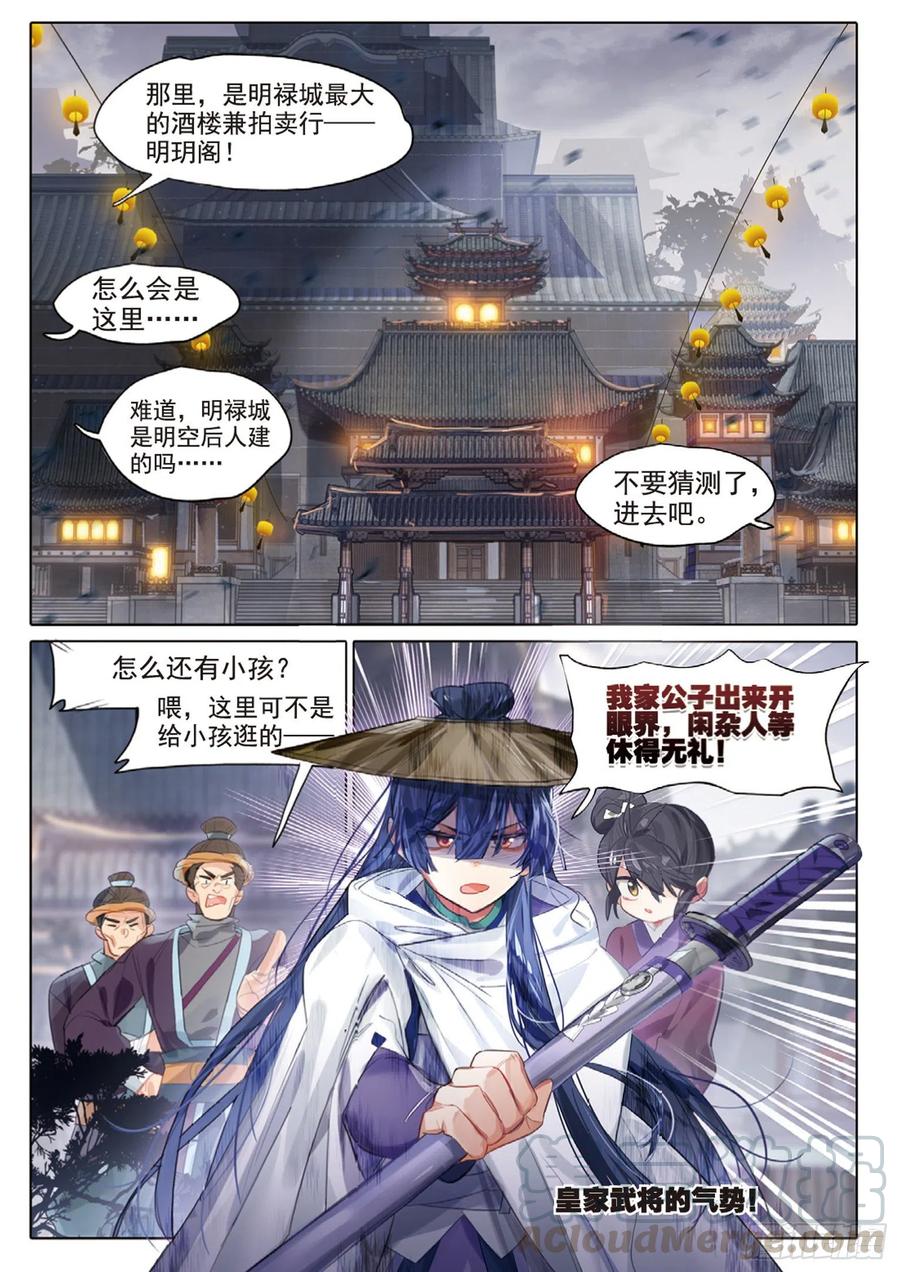 那里，是明禄城最大
的酒楼兼拍卖行——
明玥阁！
怎么会是
这里……
难道，明禄城
是明空后人建
的吗……
不要猜测了，
进去吧。
怎么还有小孩？
喂，这里可不是
给小孩逛的——
我家公子出来开
眼界，闲杂人等
休得无礼！
皇家武将的气势！
aCloudMerge.com